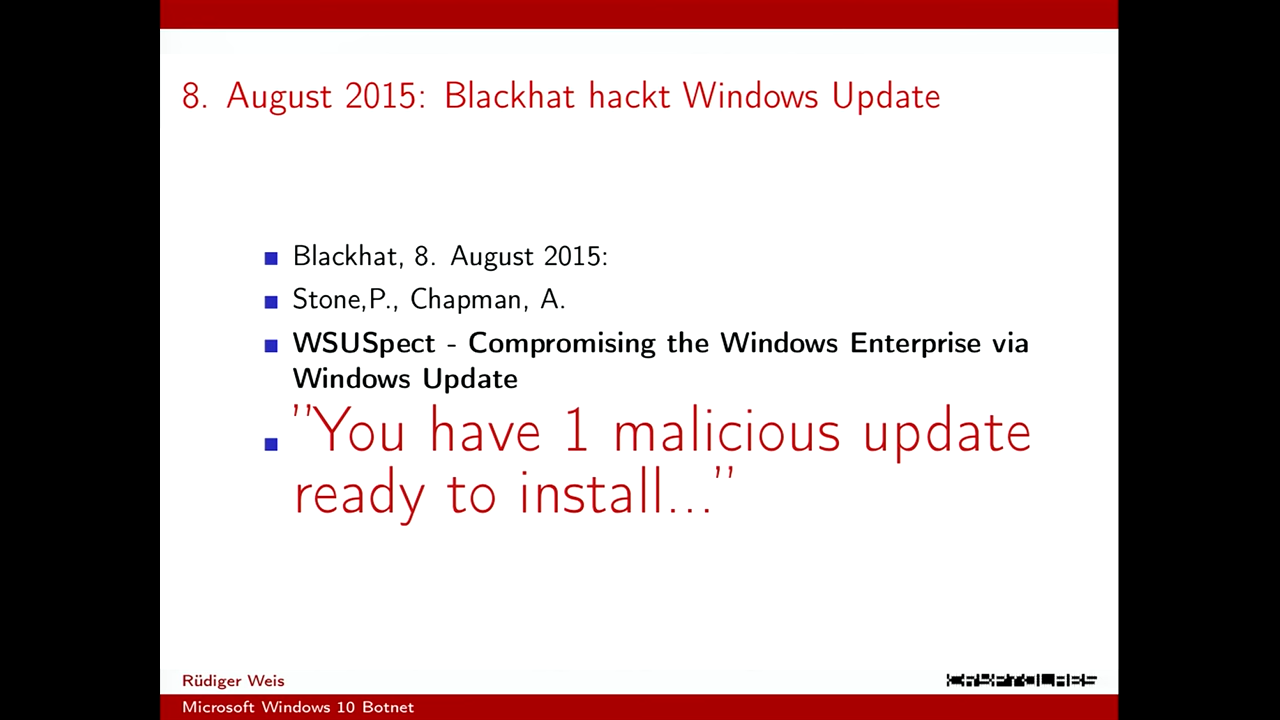 8. August 2015: Blackhat hackt Windows Update
Blackhat, 8. August 2015:
Stone,P., Chapman, A.
WSUSpect - Compromising the Windows Enterprise via
Windows Update
”You have 1 malicious update
ready to install...”
Rüdiger Weis
CRYPTOLABS
Microsoft Windows 10 Botnet